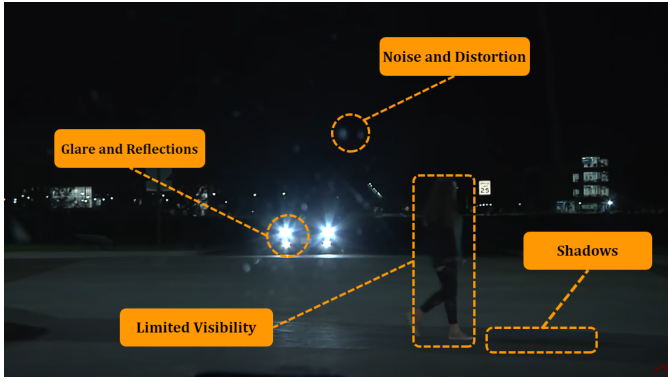 Noise and Distortion
Glare and Reflections
25
Shadows
Limited Visibility